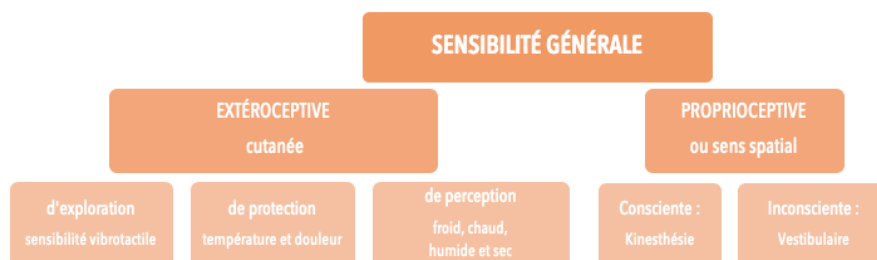 SENSIBILITÉ GÉNÉRALE
EXTÉROCEPTIVE
cutanée
PROPRIOCEPTIVE
ou sens spatial
d'exploration
sensibilité vibrotactile
de protection
température et douleur
de perception
froid, chaud,
humide et sec
Consciente :
Kinesthésie
Inconsciente :
Vestibulaire